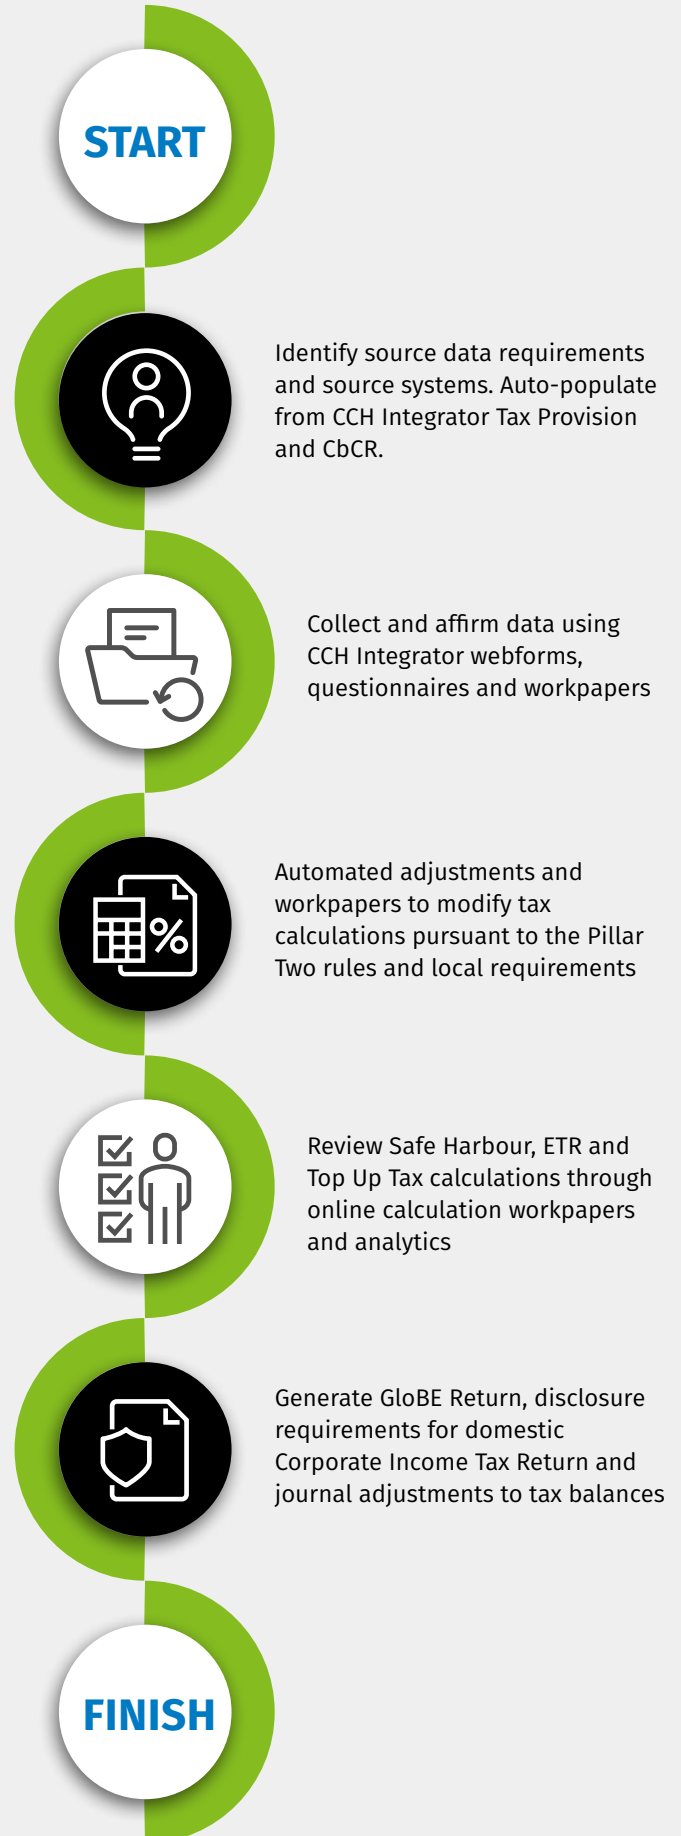 START
Identify source data requirements
and source systems. Auto-populate
from CCH Integrator Tax Provision
and CbCR.
Collect and affirm data using
CCH Integrator webforms,
questionnaires and workpapers
Automated adjustments and
workpapers to modify tax
calculations pursuant to the Pillar
Two rules and local requirements
Review Safe Harbour, ETR and
Top Up Tax calculations through
online calculation workpapers
and analytics
Generate GloBE Return, disclosure
requirements for domestic
Corporate Income Tax Return and
journal adjustments to tax balances
FINISH